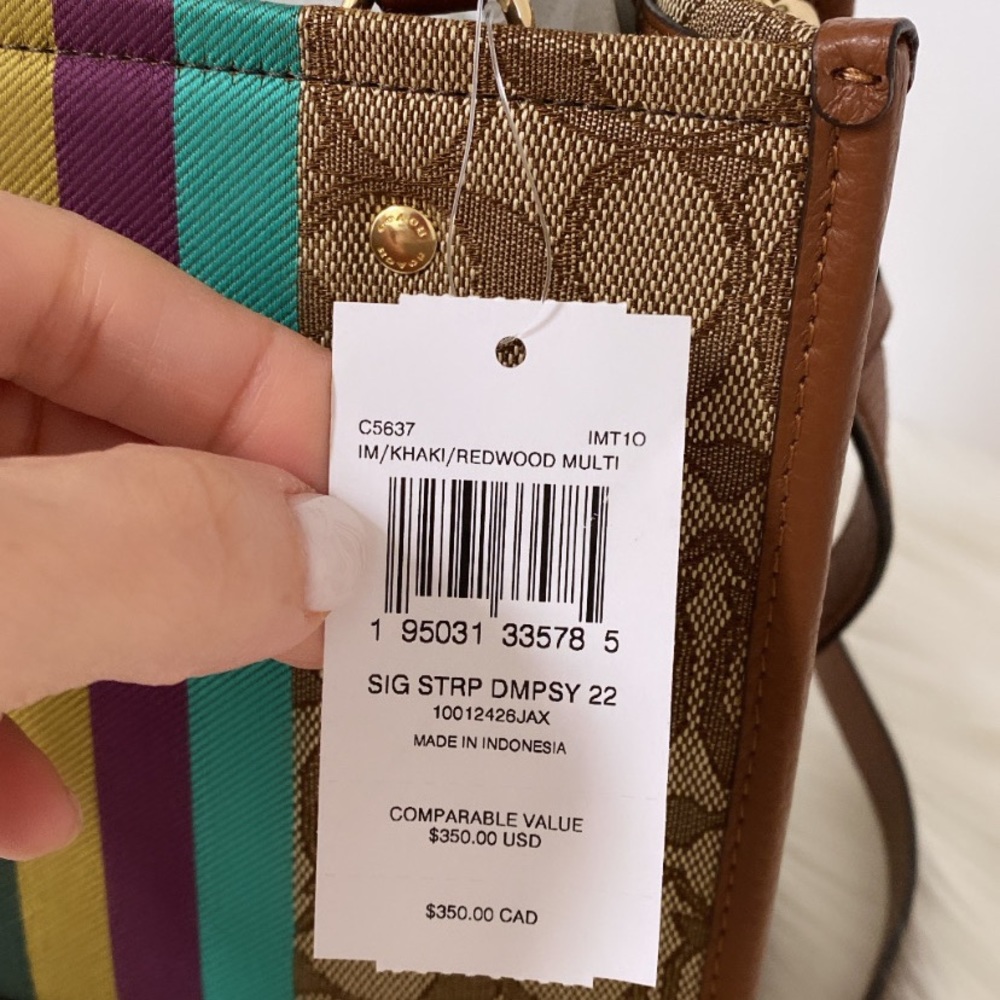 C5637 IMT1O
IM/KHAKI/REDWOOD MULTI
1 95031 33578 5
SIG STRP DMPSY 22
10012426JAX
MADE IN INDONESIA
COMPARABLE VALUE
$350.00 USD
$350.00 CAD